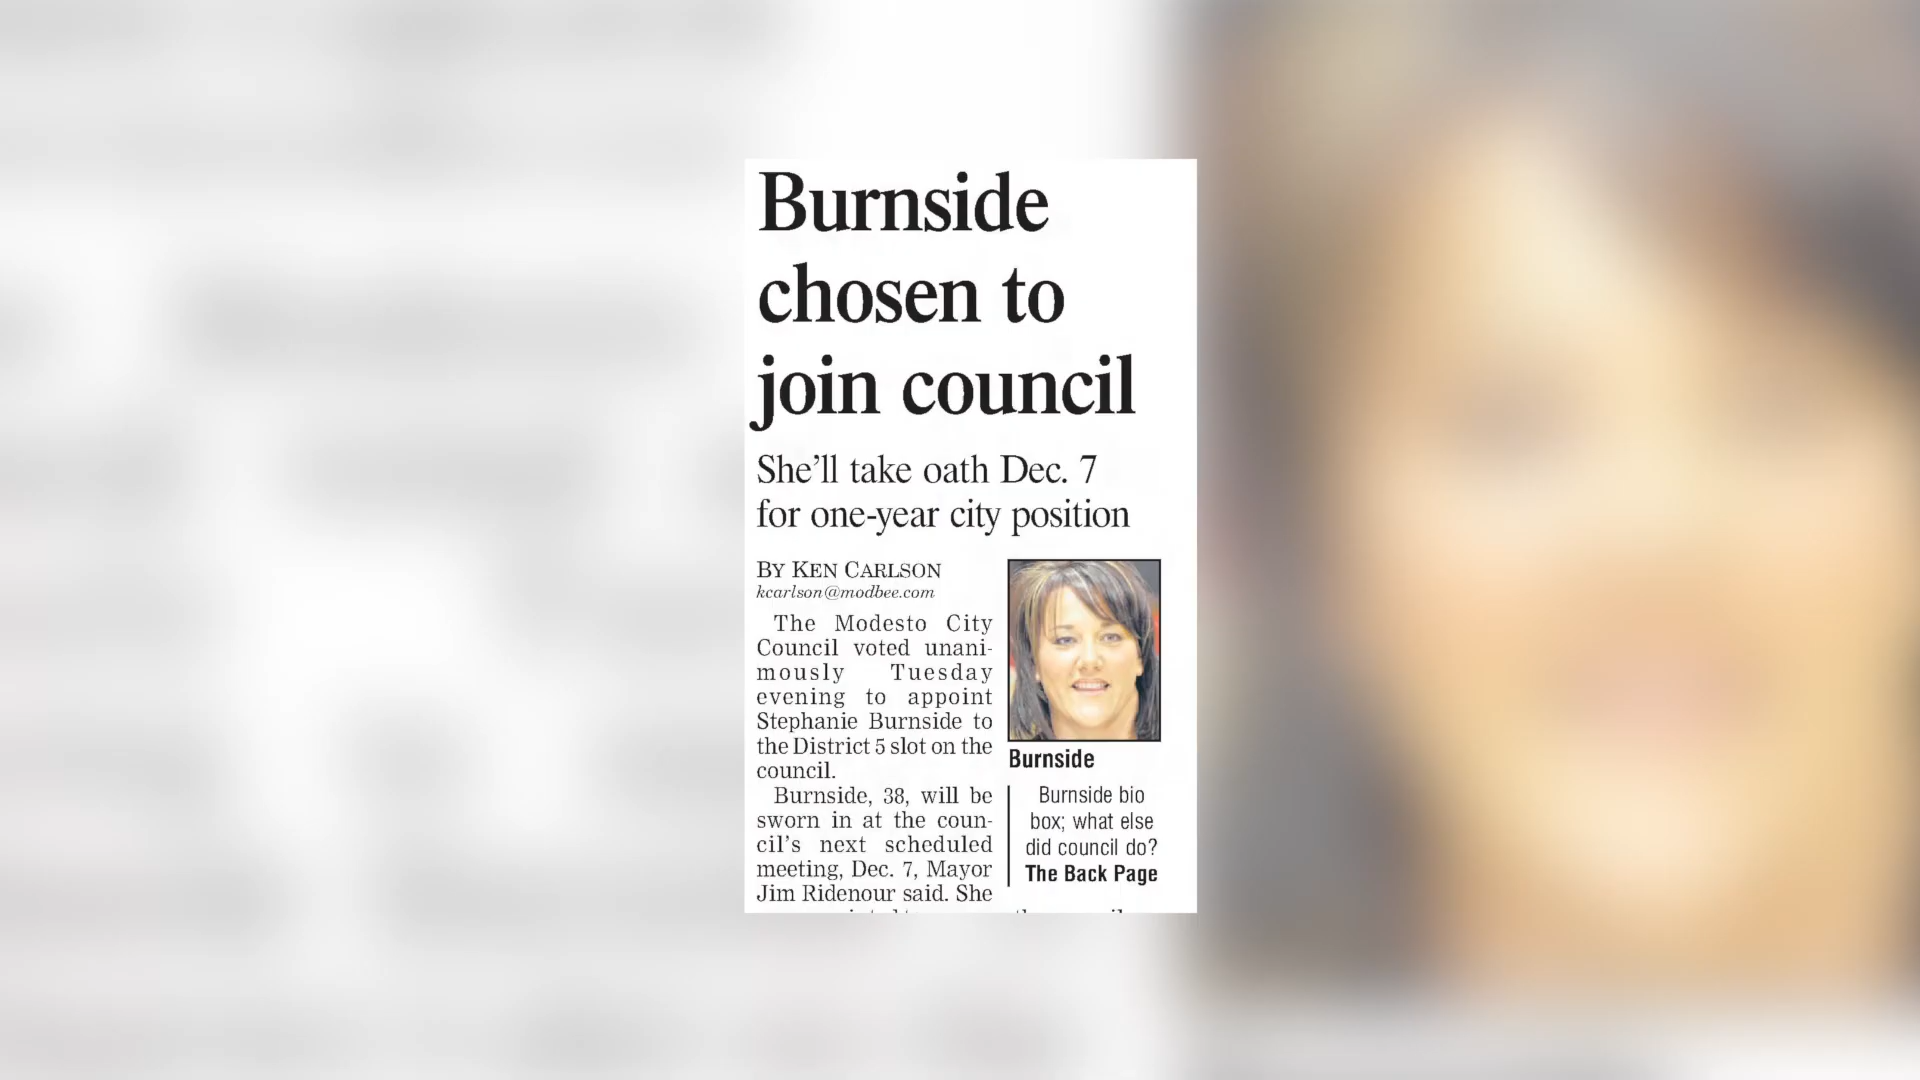 Burnside
chosen to
join council
She'll take oath Dec. 7
for one-year city position
BY KEN CARLSON
kcarlson@modbee.com
The Modesto City
Council voted unani-
mously Tuesday
evening to appoint
Stephanie Burnside to
the District 5 slot on the
council.
Burnside, 38, will be
sworn in at the coun-
cil's next scheduled
meeting, Dec. 7, Mayor
Jim Ridenour said. She
Burnside
Burnside bio
box; what else
did council do?
The Back Page